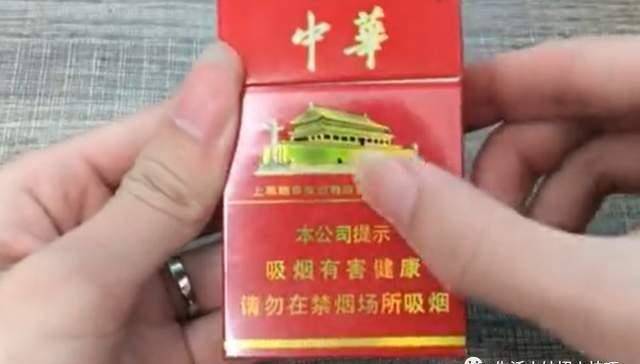 中華
本公司提示
吸烟有害健康
请勿在禁烟场所吸烟